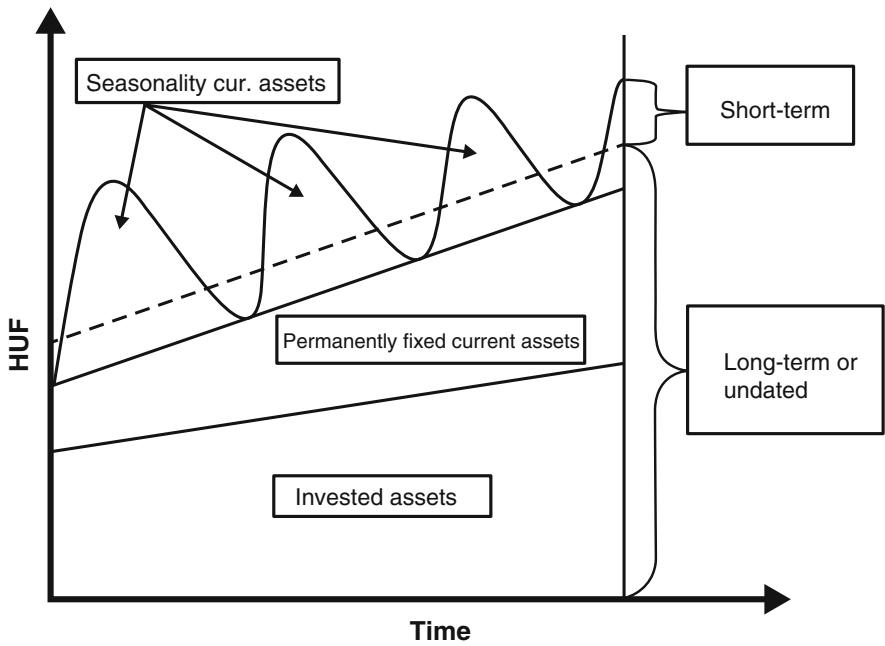 Seasonality cur. assets
Short-term
Permanently fixed current assets
Long-term or
undated
Invested assets
HUF
Time